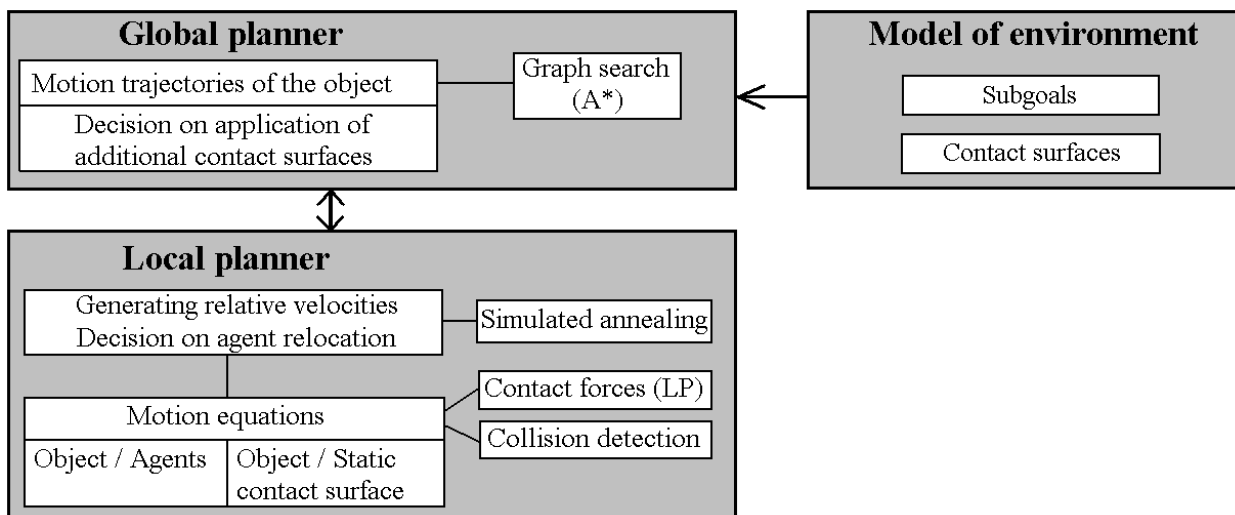 Global planner
Motion trajectories of the object
Decision on application of
additional contact surfaces
Graph search
(A*)
Model of environment
Subgoals
Contact surfaces
Local planner
Generating relative velocities
Decision on agent relocation
Simulated annealing
Motion equations
Object / Agents
Object / Static
contact surface
Contact forces (LP)
Collision detection